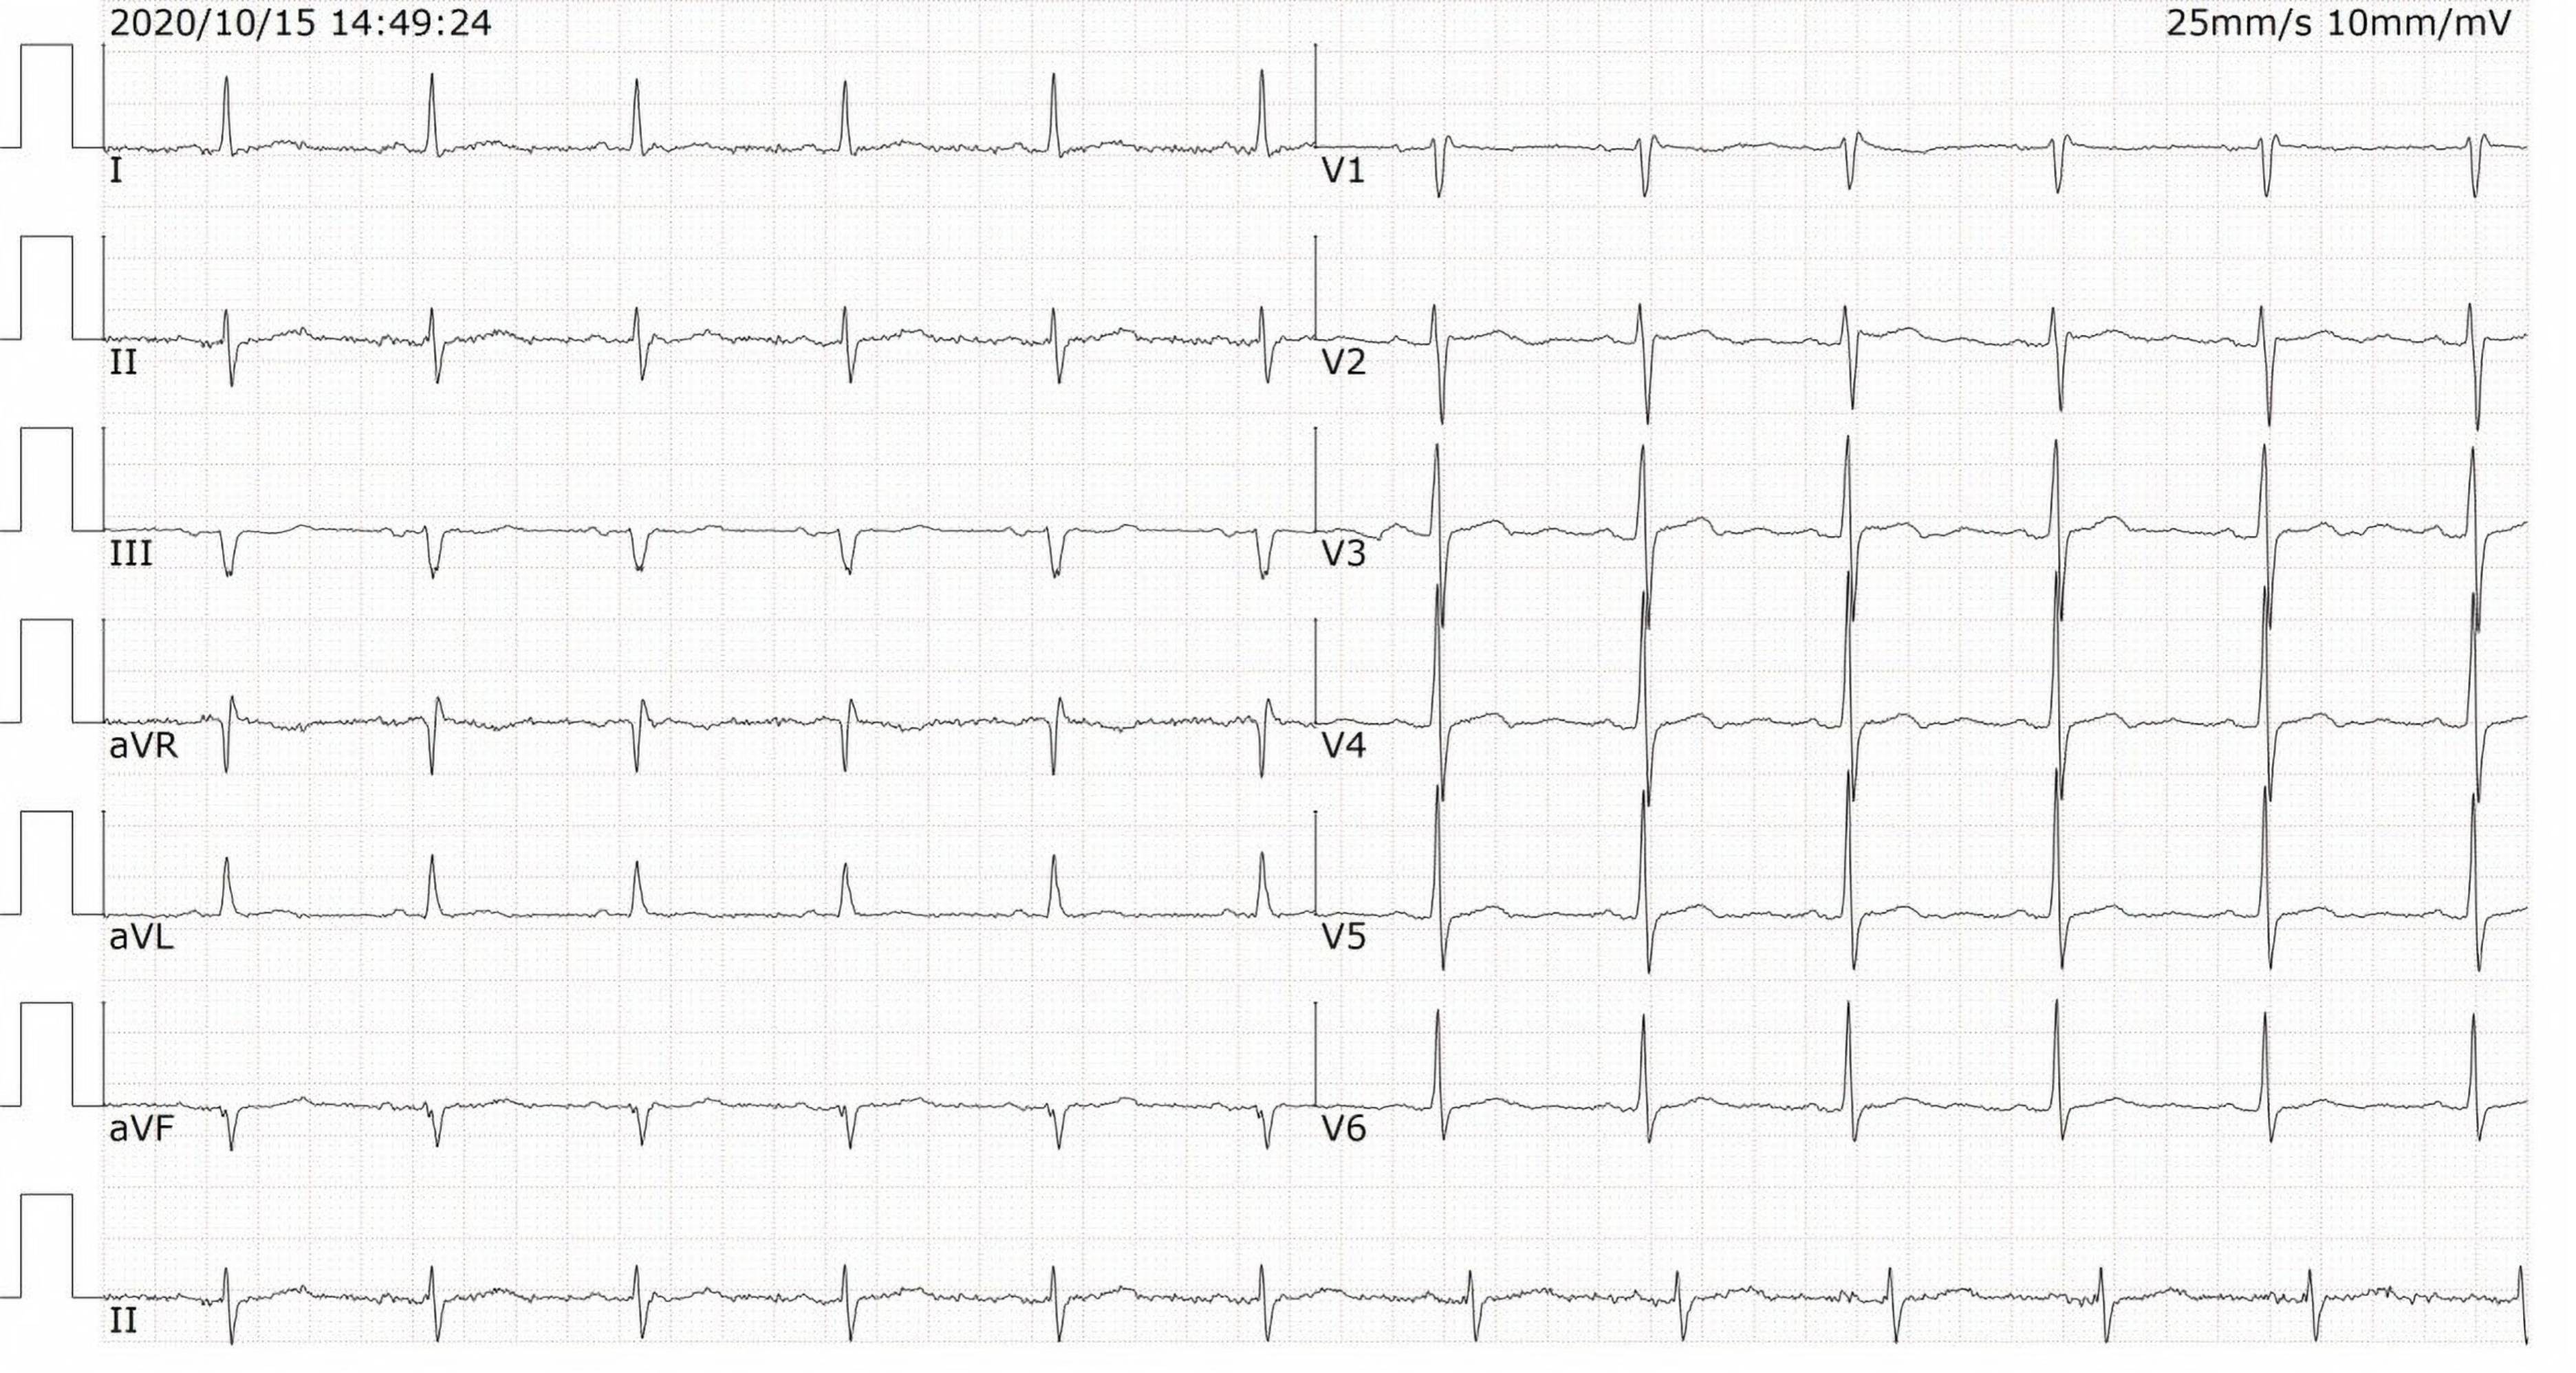 2020/10/15 14:49:24 25mm/s 10mm/mV
I V1
II V2
III V3
aVR V4
aVL V5
aVF V6
II